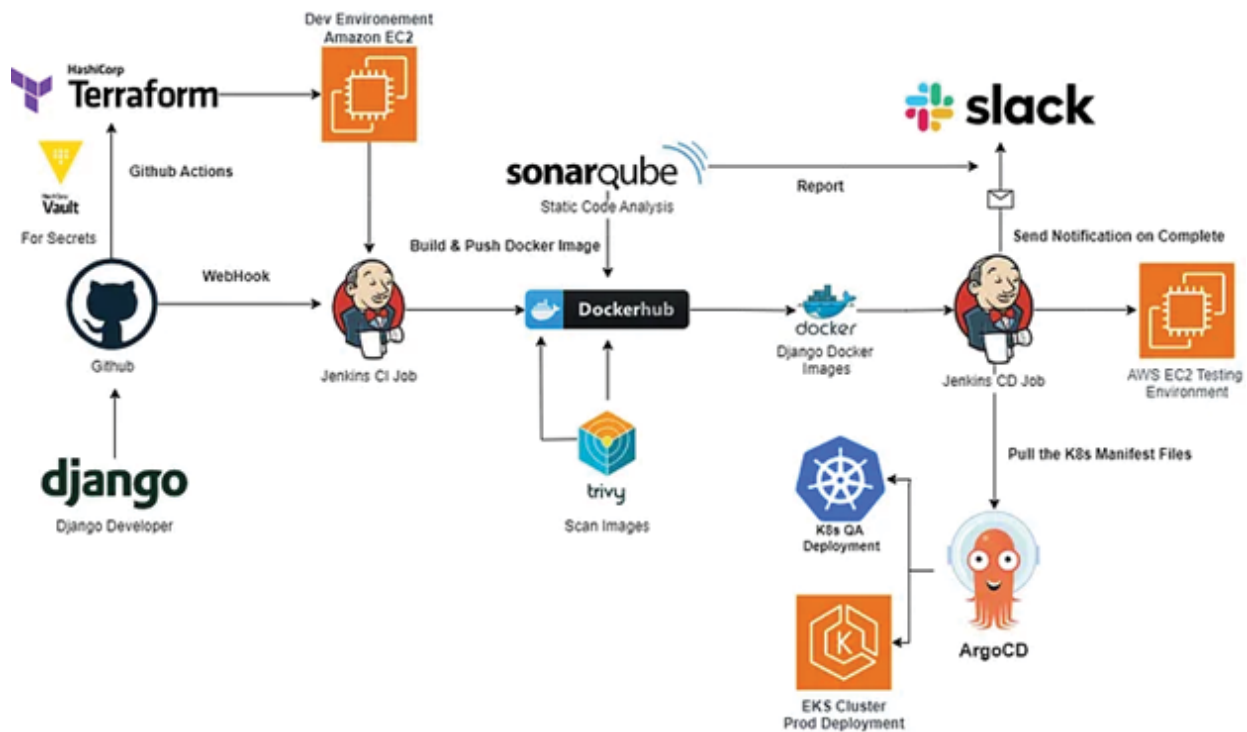 Dev Environement
Amazon EC2
HashiCorp
Terraform
slack
Github Actions
HashiCorp
Vault
For Secrets
sonarqube
Static Code Analysis
Report
Build & Push Docker Image
Send Notification on Complete
WebHook
Dockerhub
docker
Github
Jenkins CI Job
Django Docker
Images
Jenkins CD Job
AWS EC2 Testing
Environment
django
Django Developer
trivy
Scan Images
Pull the K8s Manifest Files
K8s QA
Deployment
K
ArgoCD
EKS Cluster
Prod Deployment